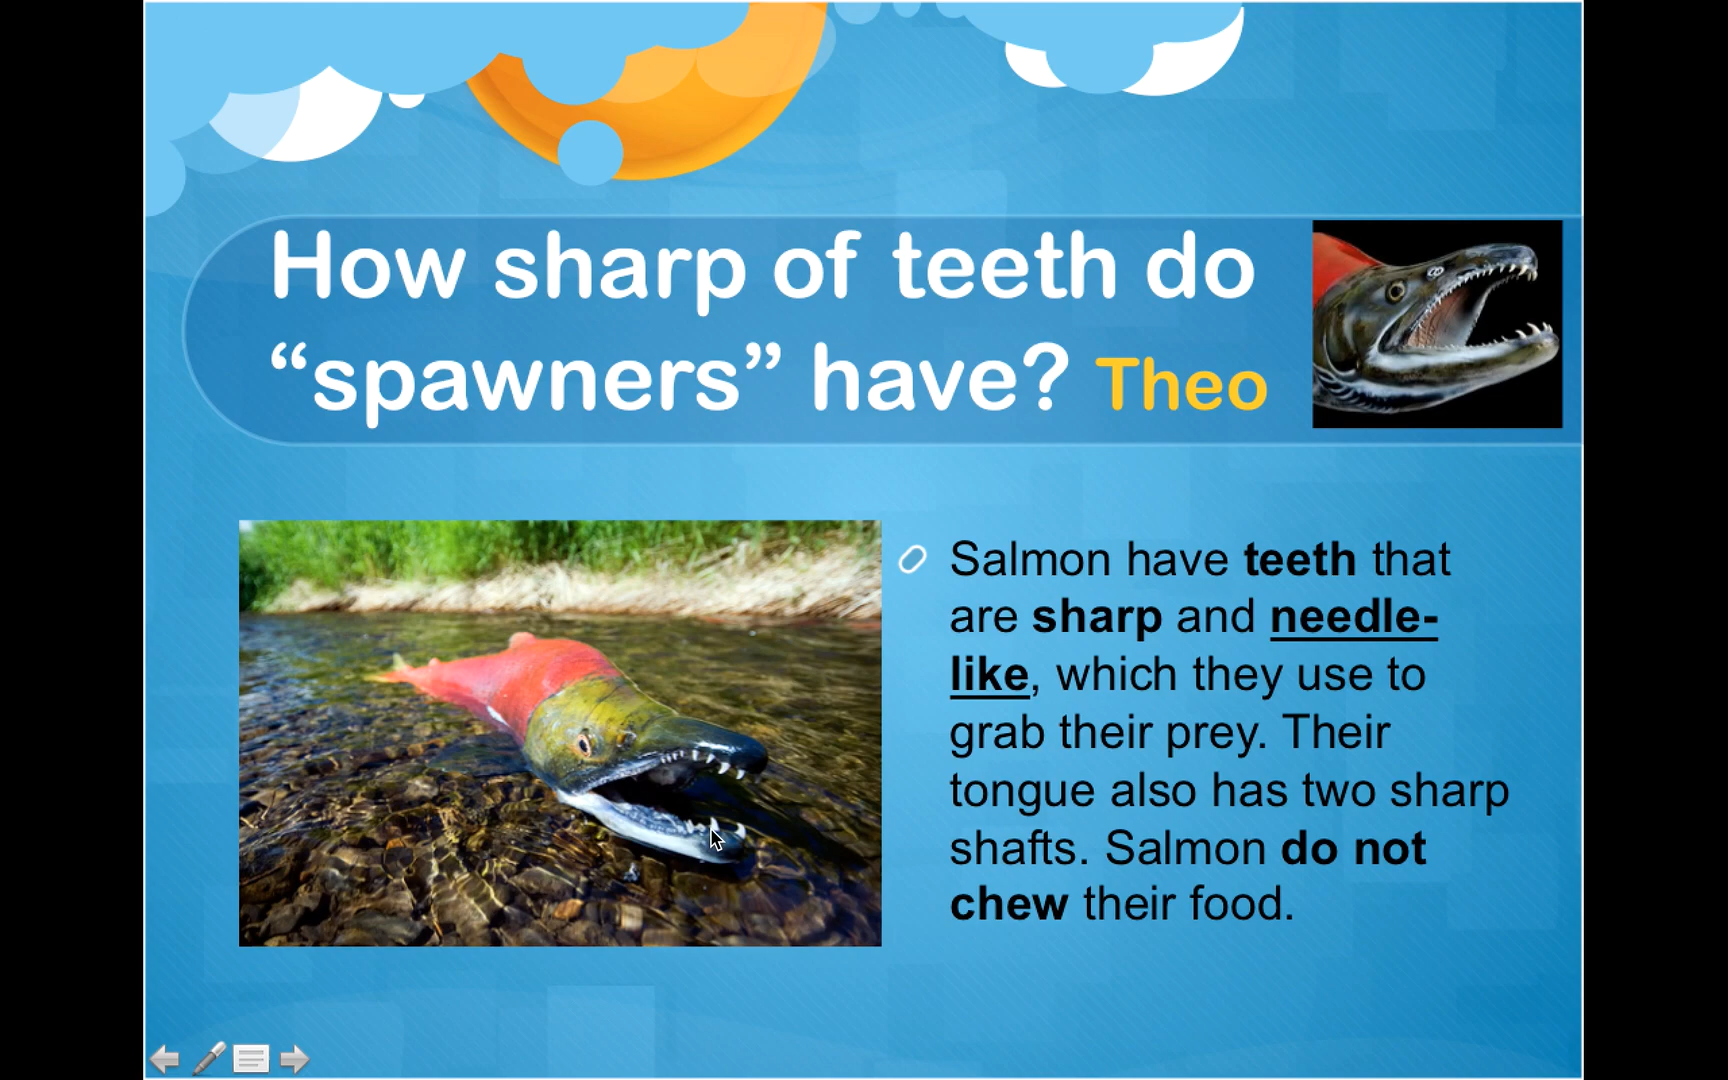 How sharp of teeth do
“spawners” have? Theo
Salmon have teeth that
are sharp and needle-
like, which they use to
grab their prey. Their
tongue also has two sharp
shafts. Salmon do not
chew their food.